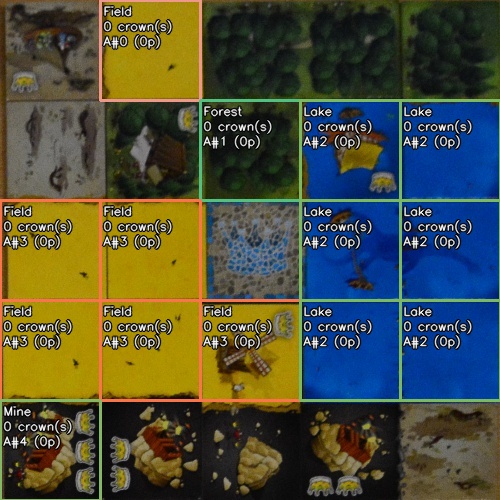 Field
0 crown(s)
A#0 (0p)
Forest
0 crown(s)
A#1 (0p)
Lake
0 crown(s)
A#2 (0p)
Lake
0 crown(s)
A#2 (0p)
Field
0 crown(s)
A#3 (0p)
Field
0 crown(s)
A#3 (0p)
Lake
0 crown(s)
A#2 (0p)
Lake
0 crown(s)
A#2 (0p)
Field
0 crown(s)
A#3 (0p)
Field
0 crown(s)
A#3 (0p)
Field
0 crown(s)
A#3 (0p)
Lake
0 crown(s)
A#2 (0p)
Lake
0 crown(s)
A#2 (0p)
Mine
0 crown(s)
A#4 (0p)